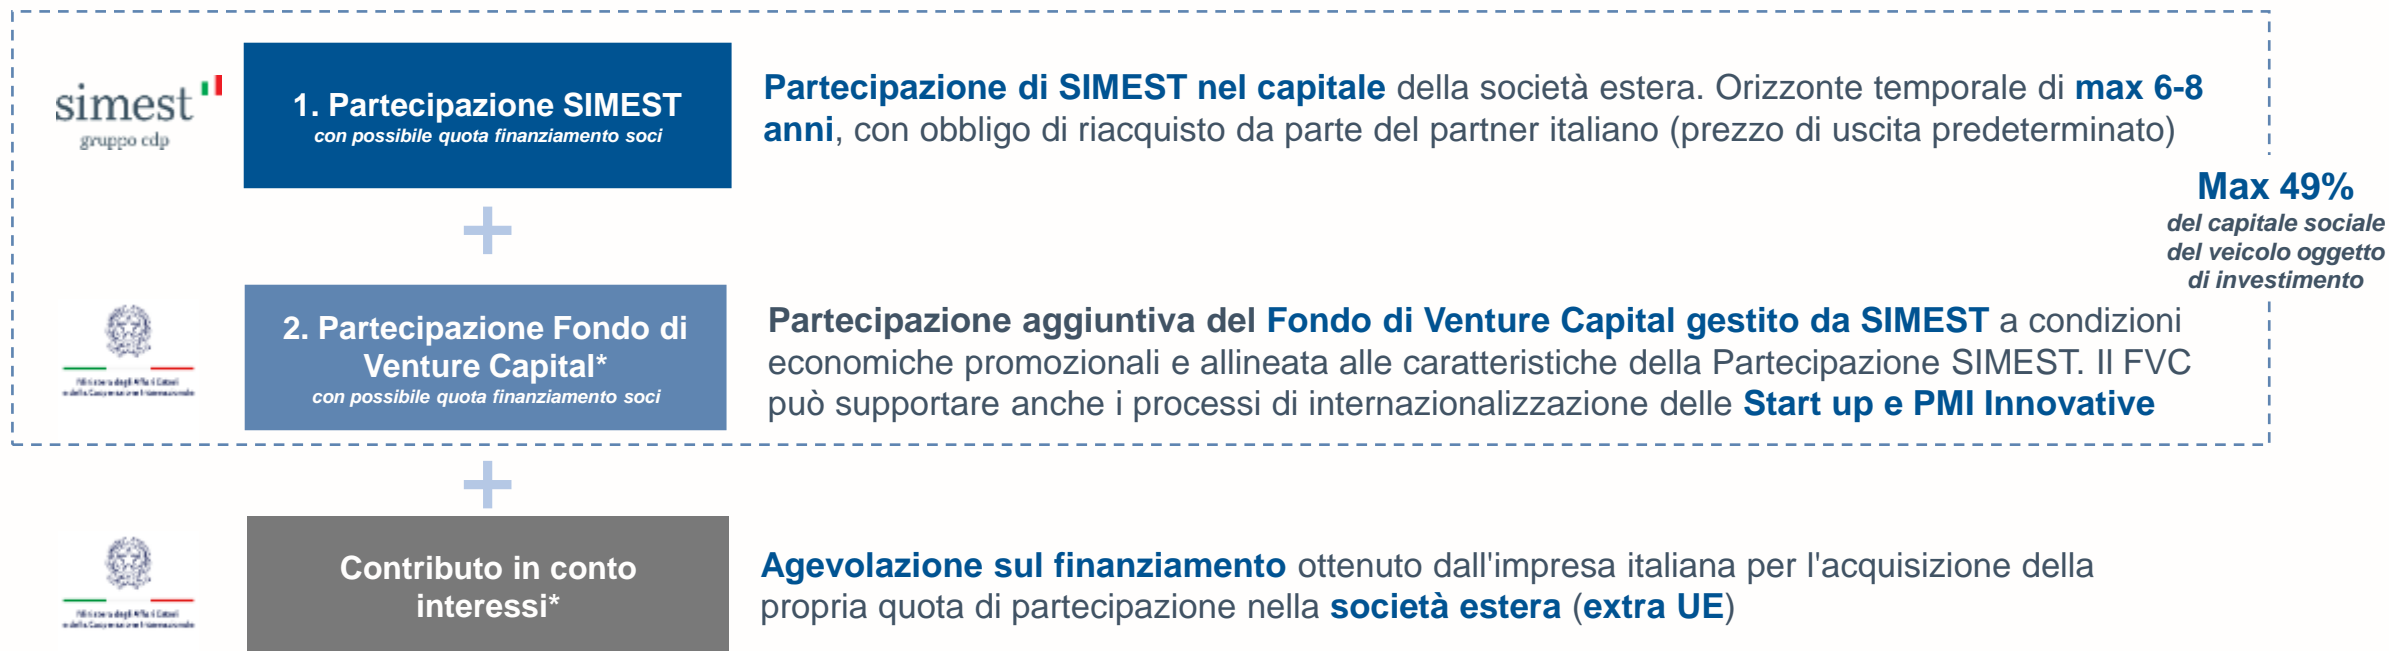 simest
gruppo cdp
1. Partecipazione SIMEST
con possibile quota finanziamento soci
Partecipazione di SIMEST nel capitale della società estera. Orizzonte temporale di max 6-8
anni, con obbligo di riacquisto da parte del partner italiano (prezzo di uscita predeterminato)
+
Max 49%
del capitale sociale
del veicolo oggetto
di investimento
2. Partecipazione Fondo di
Venture Capital*
con possibile quota finanziamento soci
Partecipazione aggiuntiva del Fondo di Venture Capital gestito da SIMEST a condizioni
economiche promozionali e allineata alle caratteristiche della Partecipazione SIMEST. Il FVC
può supportare anche i processi di internazionalizzazione delle Start up e PMI Innovative
+
Contributo in conto
interessi*
Agevolazione sul finanziamento ottenuto dall'impresa italiana per l'acquisizione della
propria quota di partecipazione nella società estera (extra UE)